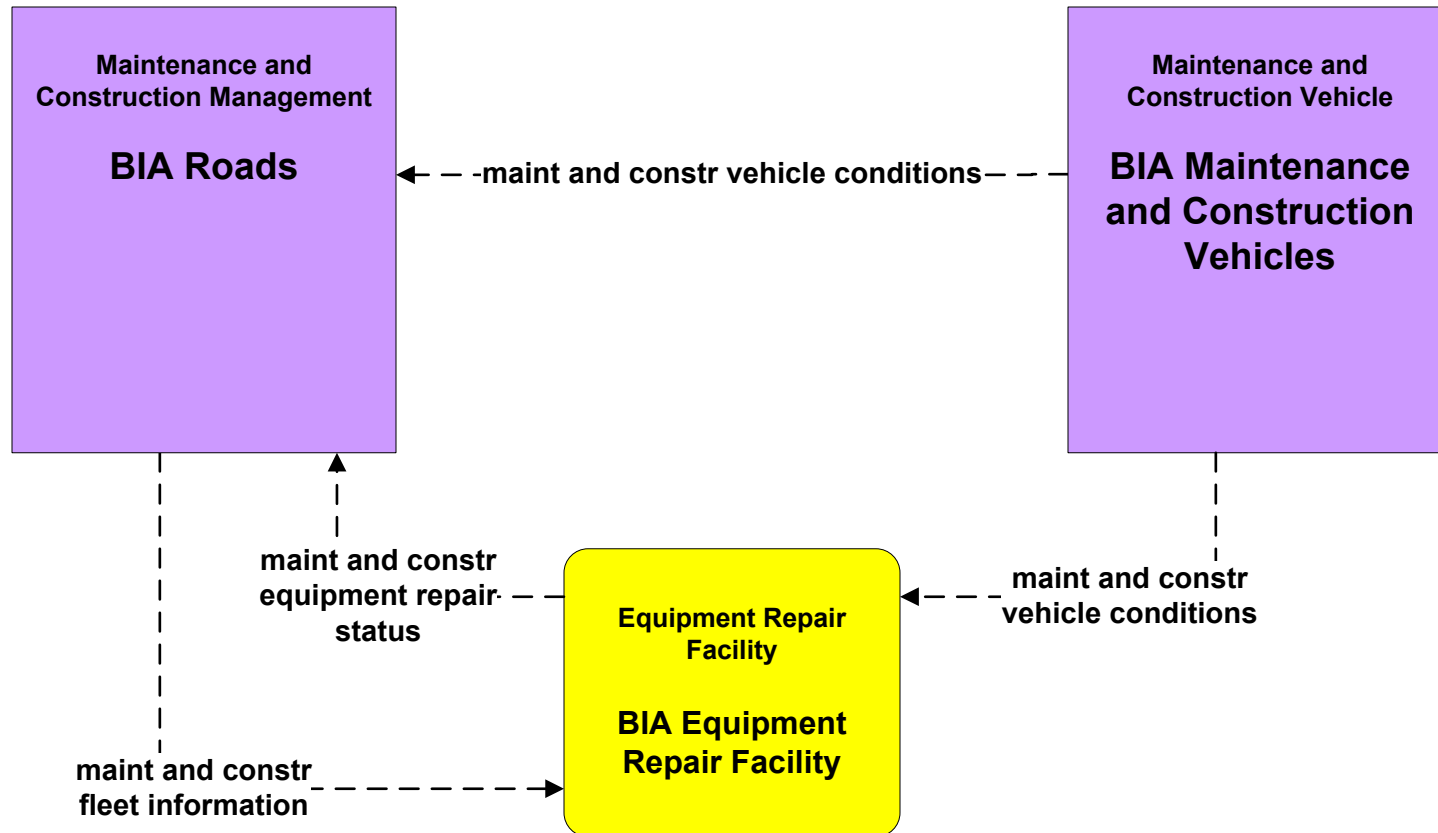 Maintenance and
Construction Management
BIA Roads
Maintenance and
Construction Vehicle
BIA Maintenance
and Construction
Vehicles
maint and constr vehicle conditions
maint and constr
equipment repair
status
Equipment Repair
Facility
BIA Equipment
Repair Facility
maint and constr
vehicle conditions
maint and constr
fleet information